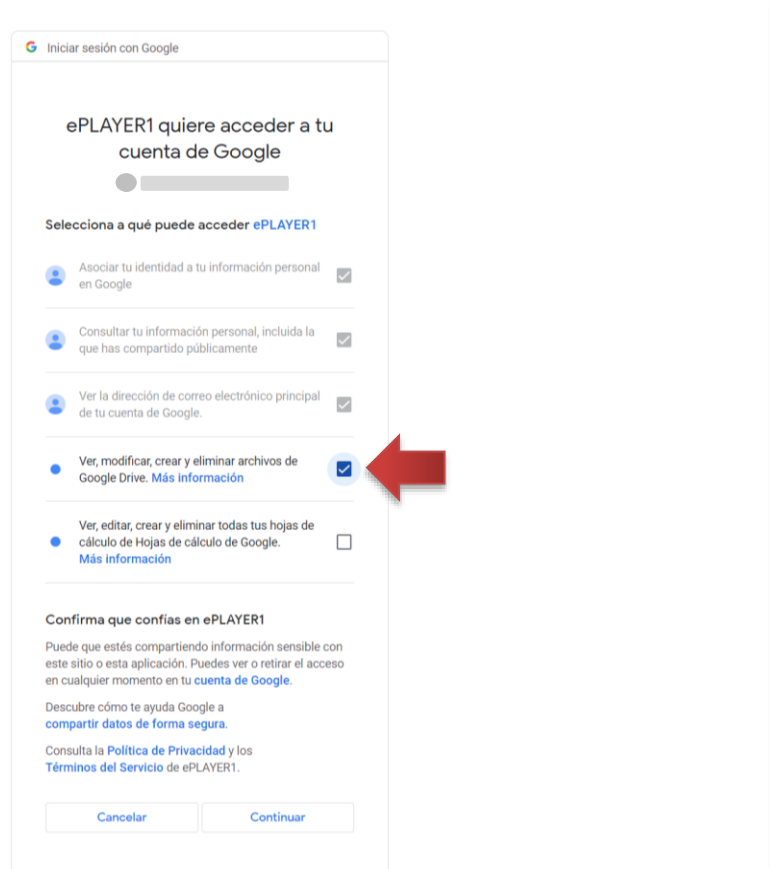 Iniciar sesión con Google
ePLAYER1 quiere acceder a tu
cuenta de Google
Selecciona a qué puede acceder ePLAYER1
Asociar tu identidad a tu información personal
en Google
Consultar tu información personal, incluida la
que has compartido públicamente
Ver la dirección de correo electrónico principal
de tu cuenta de Google.
Ver, modificar, crear y eliminar archivos de
Google Drive. Más información
Ver, editar, crear y eliminar todas tus hojas de
cálculo de Hojas de cálculo de Google.
Más información
Confirma que confías en ePLAYER1
Puede que estés compartiendo información sensible con
este sitio o esta aplicación. Puedes ver o retirar el acceso
en cualquier momento en tu cuenta de Google.
Descubre cómo te ayuda Google a
compartir datos de forma segura.
Consulta la Política de Privacidad y los
Términos del Servicio de ePLAYER1.
Cancelar
Continuar